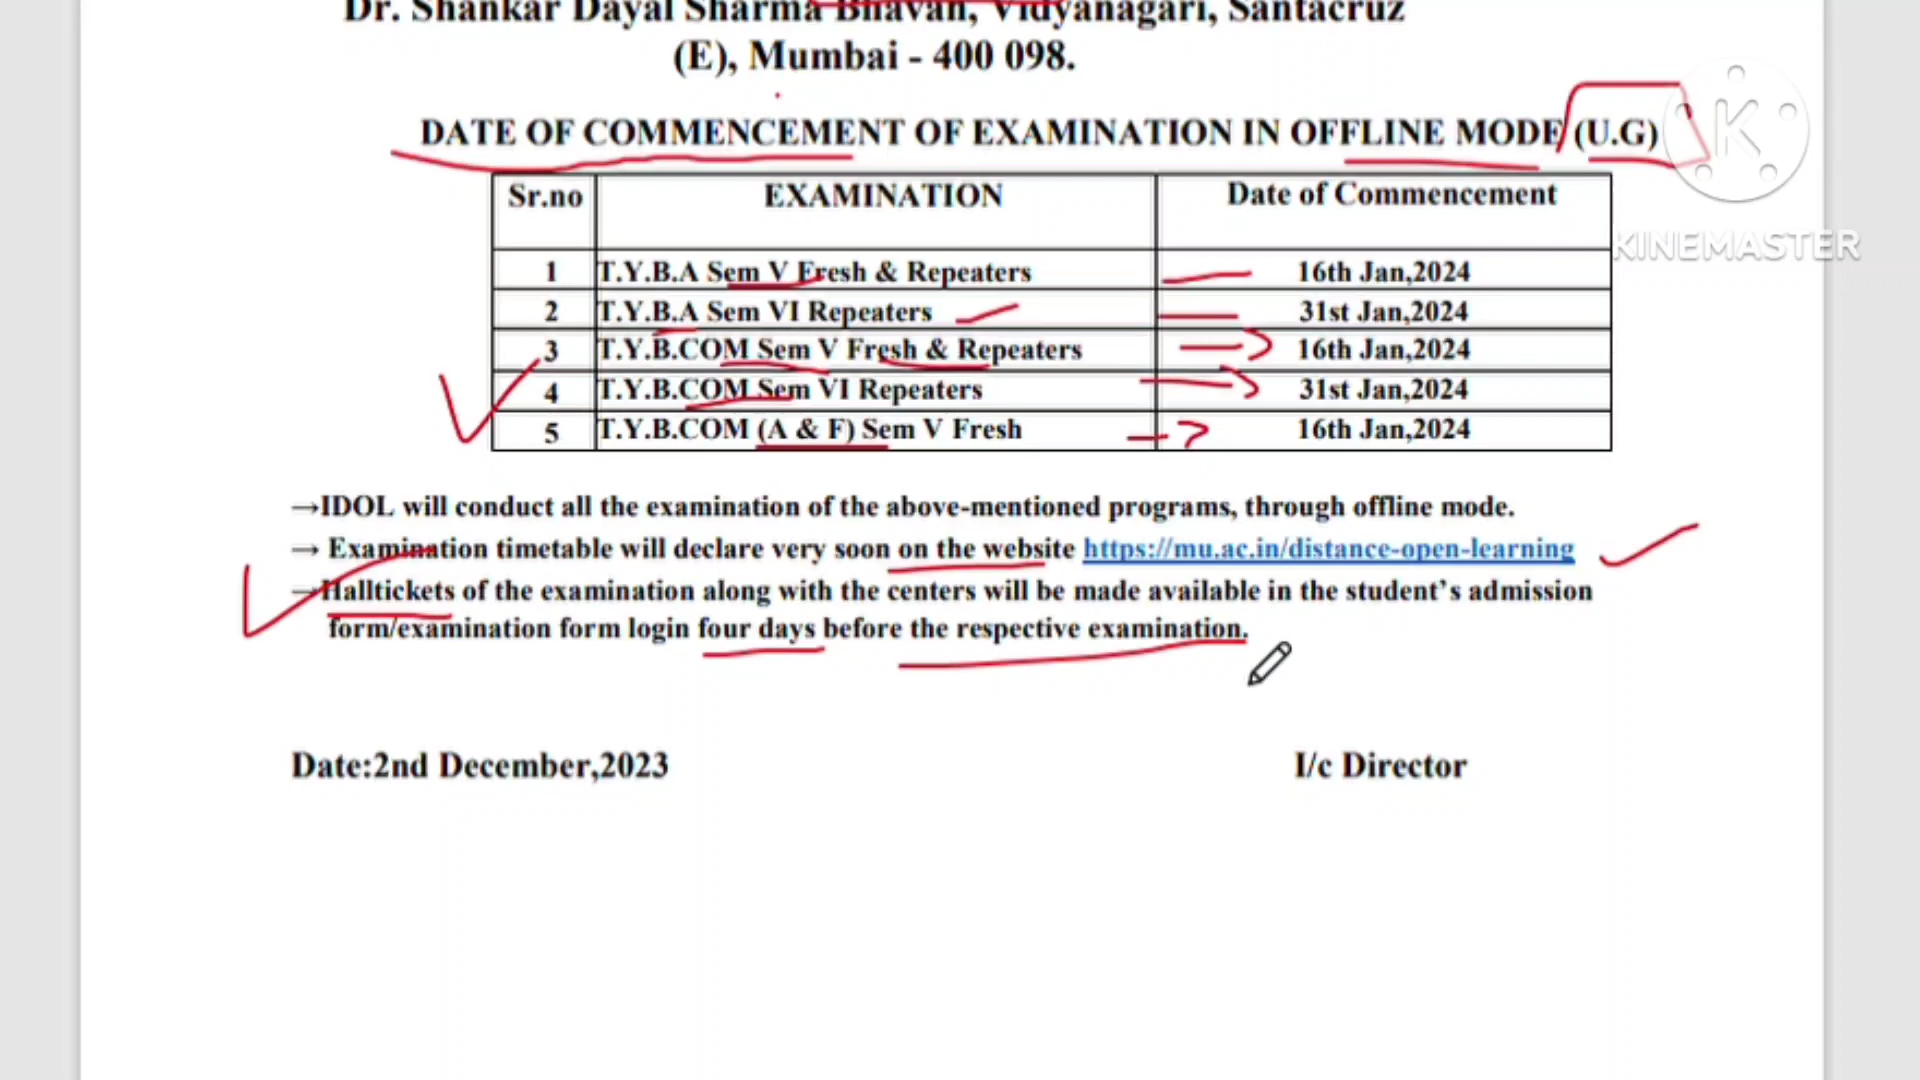 Dr. Shankar Dayal Sharma Bhavan, Vidyanagari, Santacruz
(E), Mumbai - 400 098.
DATE OF COMMENCEMENT OF EXAMINATION IN OFFLINE MODE (U.G)
Sr.no EXAMINATION Date of Commencement
1 T.Y.B.A Sem V Fresh & Repeaters 16th Jan,2024
2 T.Y.B.A Sem VI Repeaters 31st Jan,2024
3 T.Y.B.COM Sem V Fresh & Repeaters 16th Jan,2024
4 T.Y.B.COM Sem VI Repeaters 31st Jan,2024
5 T.Y.B.COM (A & F) Sem V Fresh 16th Jan,2024
→IDOL will conduct all the examination of the above-mentioned programs, through offline mode.
→ Examination timetable will declare very soon on the website https://mu.ac.in/distance-open-learning
→Halltickets of the examination along with the centers will be made available in the student’s admission
form/examination form login four days before the respective examination.
Date:2nd December,2023 I/c Director
K
KINEMASTER